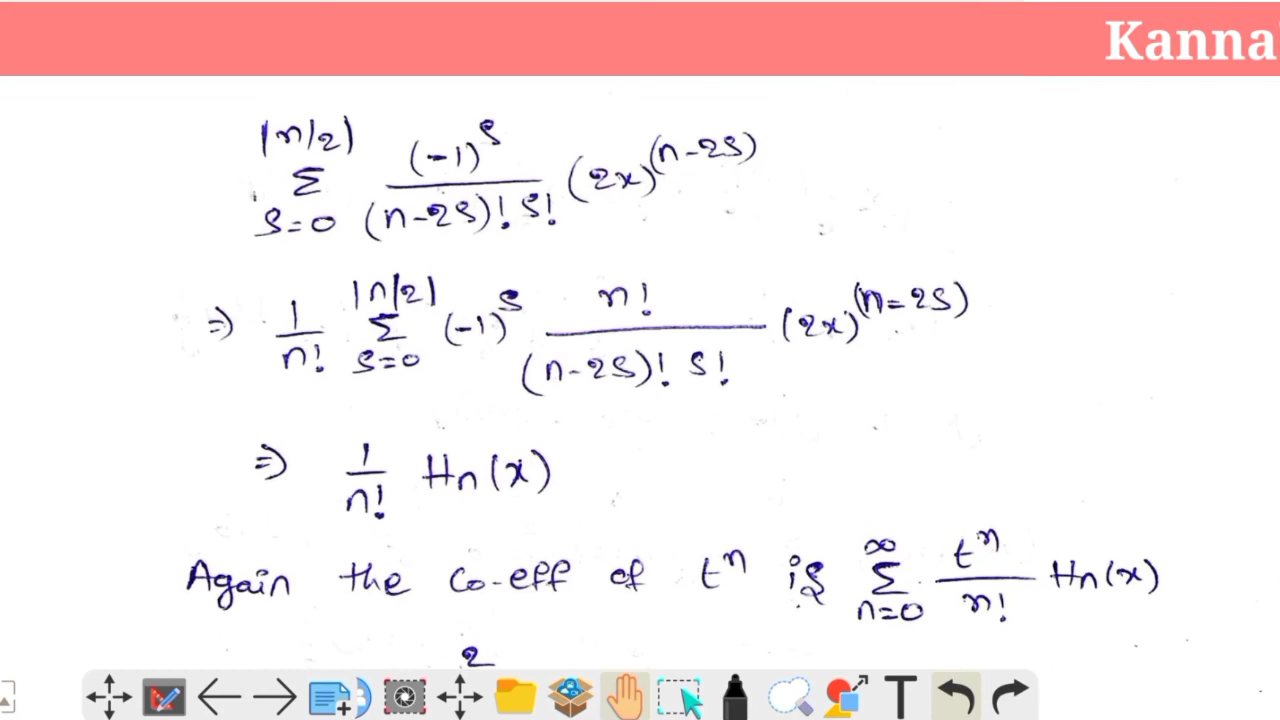 Kanna
|n/2| Σ s=0 (-1)^s / (n-2s)! s! (2x)^(n-2s)
⇒ 1/n! |n/2| Σ s=0 (-1)^s n! / (n-2s)! s! (2x)^(n-2s)
⇒ 1/n! Hn(x)
Again the co-eff of t^n is ∞ Σ n=0 t^n/n! Hn(x)
2
T